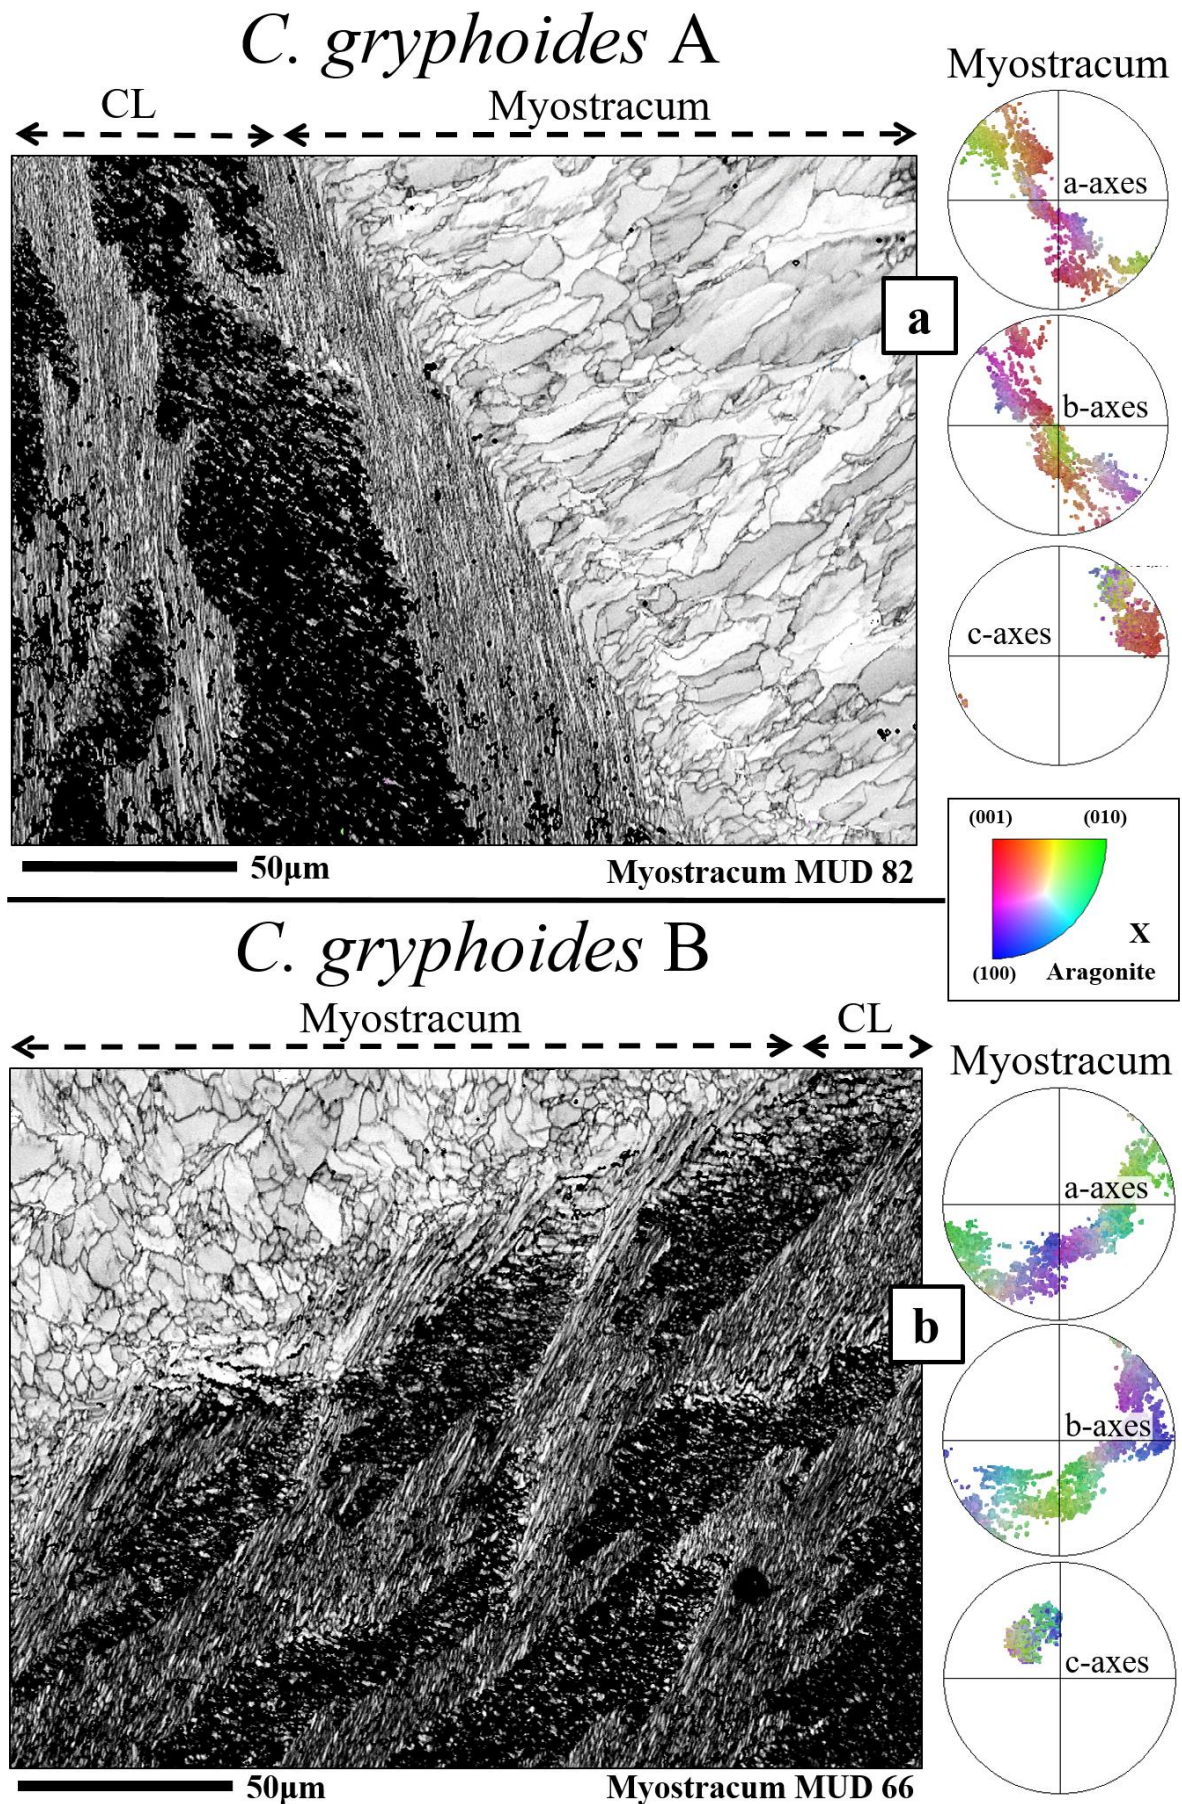 C. gryphoides A
CL
Myostracum
Myostracum
a-axes
a
b-axes
c-axes
50µm
Myostracum MUD 82
(001)
(010)
(100)
X
Aragonite
C. gryphoides B
Myostracum
CL
Myostracum
a-axes
b
b-axes
c-axes
50µm
Myostracum MUD 66